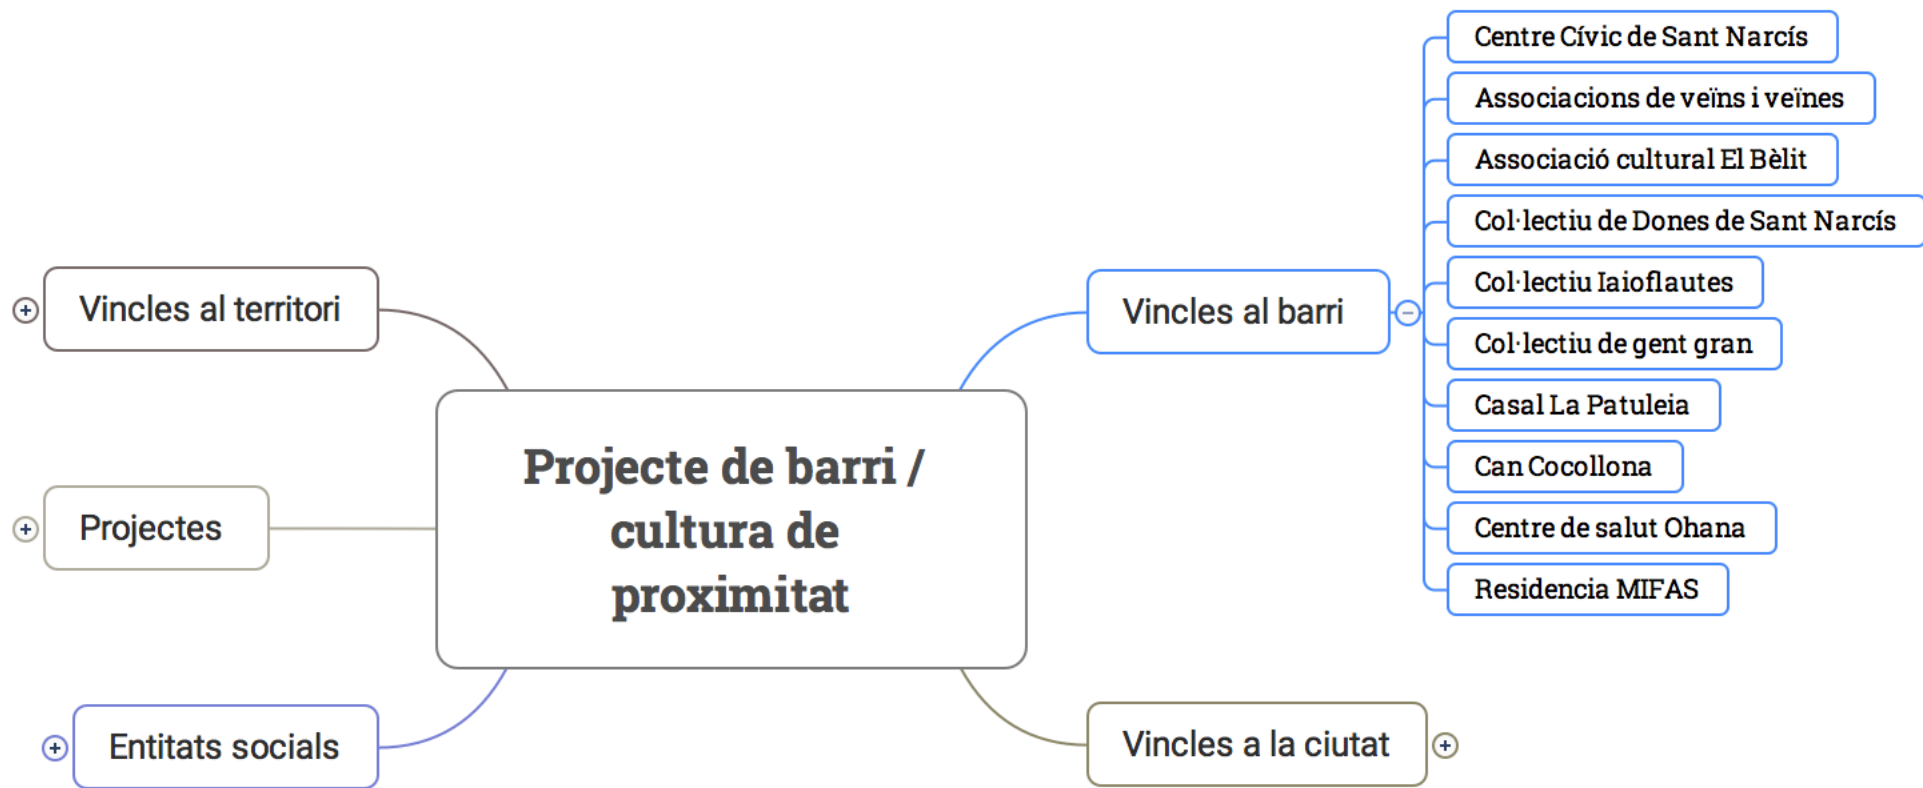 Projecte de barri /
cultura de
proximitat
Vincles al barri
Centre Cívic de Sant Narcís
Associacions de veïns i veïnes
Associació cultural El Bèlit
Col·lectiu de Dones de Sant Narcís
Col·lectiu Iaioflautes
Col·lectiu de gent gran
Casal La Patuleia
Can Cocollona
Centre de salut Ohana
Residencia MIFAS
Vincles a la ciutat
Vincles al territori
Projectes
Entitats socials